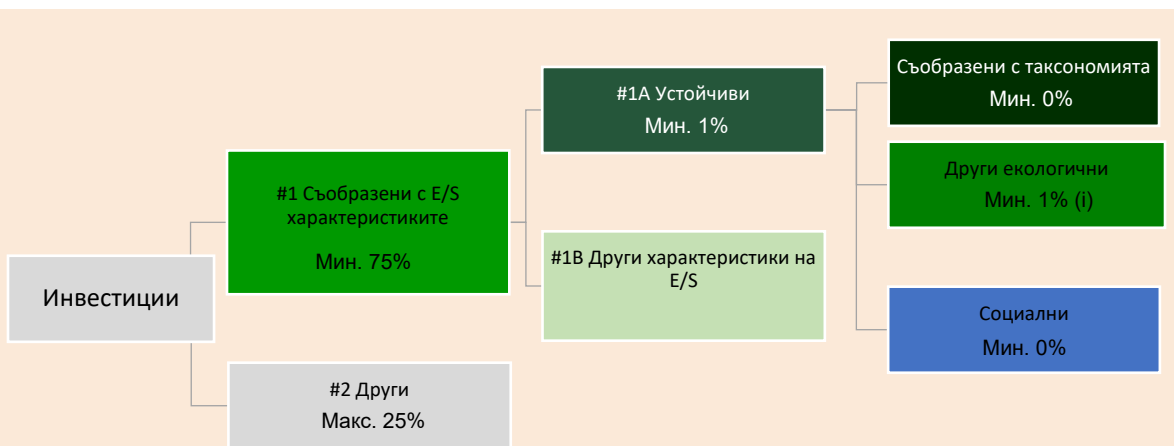 Инвестиции
#1 Съобразени с E/S
характеристиките
Мин. 75%
#2 Други
Макс. 25%
#1A Устойчиви
Мин. 1%
#1B Други характеристики на
E/S
Съобразени с таксономията
Мин. 0%
Други екологични
Мин. 1% (i)
Социални
Мин. 0%